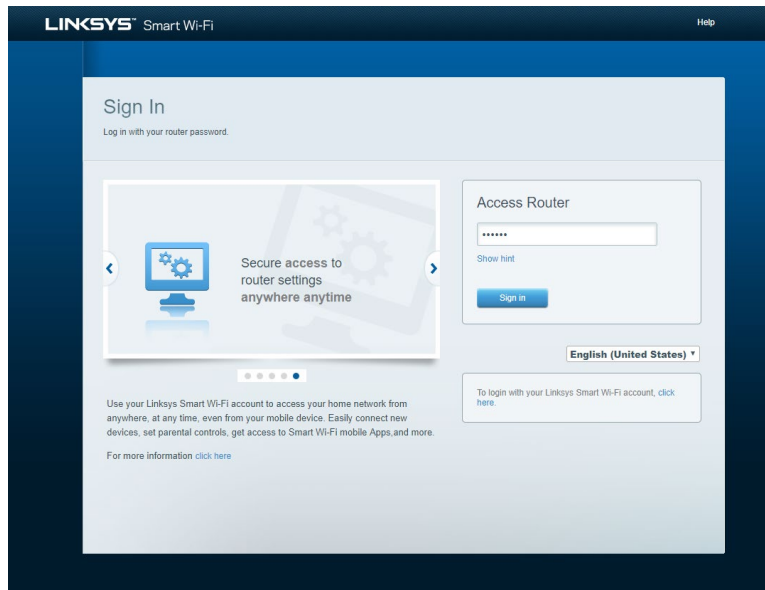 LINKSYS™ Smart Wi-Fi
Help
Sign In
Log in with your router password.
Secure access to
router settings
anywhere anytime
Use your Linksys Smart Wi-Fi account to access your home network from
anywhere, at any time, even from your mobile device. Easily connect new
devices, set parental controls, get access to Smart Wi-Fi mobile Apps,and more.
For more information click here
Access Router
••••••
Show hint
Sign in
English (United States)
To login with your Linksys Smart Wi-Fi account, click
here.